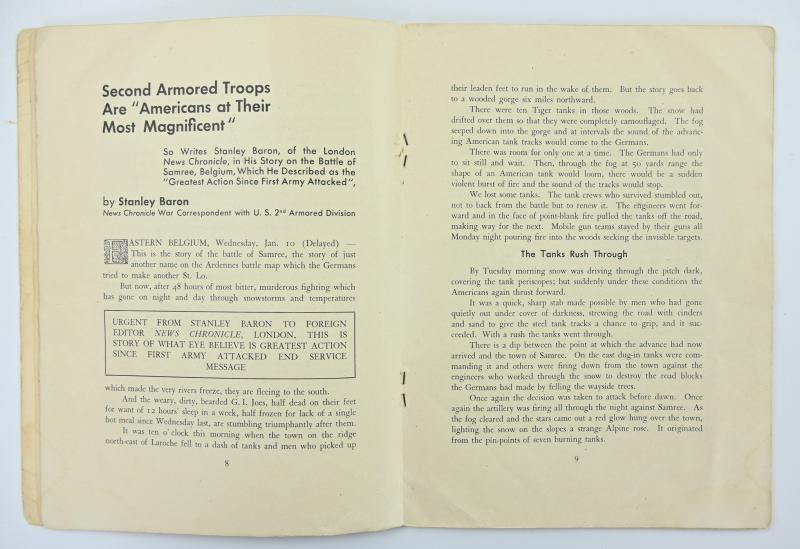 Second Armored Troops
Are "Americans at Their
Most Magnificent"
So Writes Stanley Baron, of the London
News Chronicle, in His Story on the Battle of
Samree, Belgium, Which He Described as the
"Greatest Action Since First Army Attacked",
by Stanley Baron
News Chronicle War Correspondent with U. S. 2nd Armored Division
EASTERN BELGIUM, Wednesday, Jan. 10 (Delayed) —
This is the story of the battle of Samree, the story of just
another name on the Ardennes battle map which the Germans
tried to make another St. Lo.
But now, after 48 hours of most bitter, murderous fighting which
has gone on night and day through snowstorms and temperatures
URGENT FROM STANLEY BARON TO FOREIGN
EDITOR NEWS CHRONICLE, LONDON, THIS IS
STORY OF WHAT EYE BELIEVE IS GREATEST ACTION
SINCE FIRST ARMY ATTACKED END SERVICE
MESSAGE
which made the very rivers freeze, they are fleeing to the south.
And the weary, dirty, bearded G. I. Joes, half dead on their feet
for want of 12 hours' sleep in a week, half frozen for lack of a single
hot meal since Wednesday last, are stumbling triumphantly after them.
It was ten o'clock this morning when the town on the ridge
north-east of Laroche fell to a dash of tanks and men who picked up
8
their leaden feet to run in the wake of them. But the story goes back
to a wooded gorge six miles northward.
There were ten Tiger tanks in those woods. The snow had
drifted over them so that they were completely camouflaged. The fog
seeped down into the gorge and at intervals the sound of the advanc-
ing American tank tracks would come to the Germans.
There was room for only one at a time. The Germans had only
to sit still and wait. Then, through the fog at 50 yards range the
shape of an American tank would loom, there would be a sudden
violent burst of fire and the sound of the tracks would stop.
We lost some tanks. The tank crews who survived stumbled out,
not to back from the battle but to renew it. The engineers went for-
ward and in the face of point-blank fire pulled the tanks off the road,
making way for the next. Mobile gun teams stayed by their guns all
Monday night pouring fire into the woods seeking the invisible targets.
The Tanks Rush Through
By Tuesday morning snow was driving through the pitch dark,
covering the tank periscopes; but suddenly under these conditions the
Americans again thrust forward.
It was a quick, sharp stab made possible by men who had gone
quietly out under cover of darkness, strewing the road with cinders
and sand to give the steel tank tracks a chance to grip, and it suc-
ceeded. With a rush the tanks went through.
There is a dip between the point at which the advance had now
arrived and the town of Samree. On the east dug-in tanks were com-
manding it and others were firing down from the town against the
engineers who worked through the snow to destroy the road blocks
the Germans had made by felling the wayside trees.
Once again the decision was taken to attack before dawn. Once
again the artillery was firing all through the night against Samree. As
the fog cleared and the stars came out a red glow hung over the town,
lighting the snow on the slopes a strange Alpine rose. It originated
from the pin-points of seven burning tanks.
9